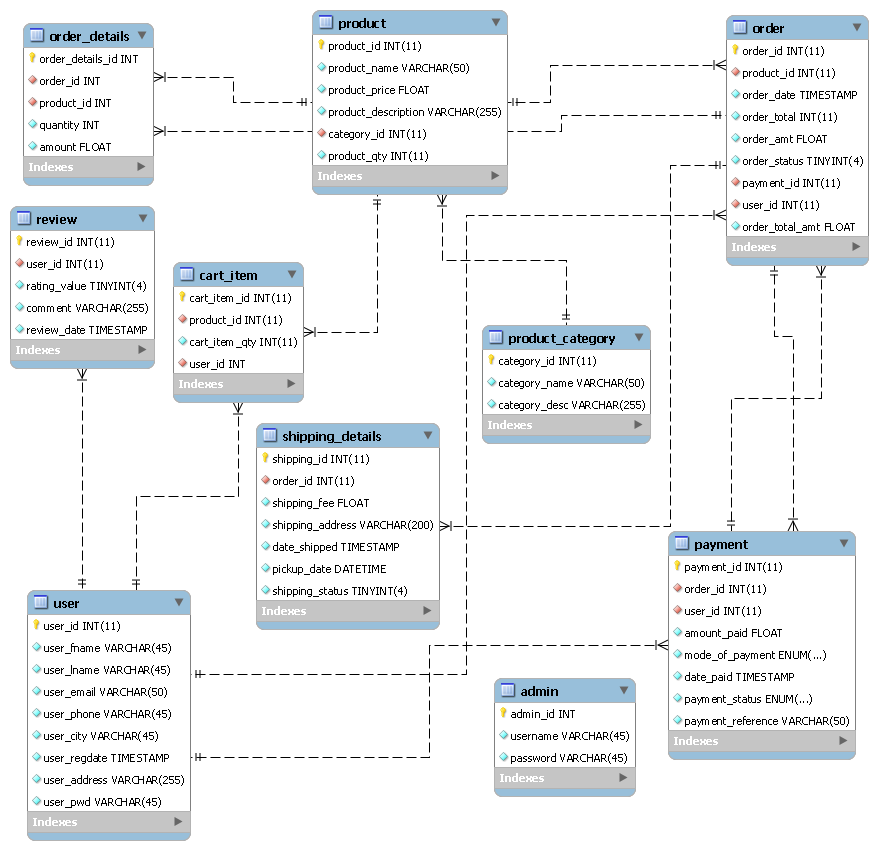 order_details
order_details_id INT
order_id INT
product_id INT
quantity INT
amount FLOAT
Indexes
product
product_id INT(11)
product_name VARCHAR(50)
product_price FLOAT
product_description VARCHAR(255)
category_id INT(11)
product_qty INT(11)
Indexes
order
order_id INT(11)
product_id INT(11)
order_date TIMESTAMP
order_total INT(11)
order_amt FLOAT
order_status TINYINT(4)
payment_id INT(11)
user_id INT(11)
order_total_amt FLOAT
Indexes
review
review_id INT(11)
user_id INT(11)
rating_value TINYINT(4)
comment VARCHAR(255)
review_date TIMESTAMP
Indexes
cart_item
cart_item_id INT(11)
product_id INT(11)
cart_item_qty INT(11)
user_id INT
Indexes
product_category
category_id INT(11)
category_name VARCHAR(50)
category_desc VARCHAR(255)
Indexes
shipping_details
shipping_id INT(11)
order_id INT(11)
shipping_fee FLOAT
shipping_address VARCHAR(200)
date_shipped TIMESTAMP
pickup_date DATETIME
shipping_status TINYINT(4)
Indexes
payment
payment_id INT(11)
order_id INT(11)
user_id INT(11)
amount_paid FLOAT
mode_of_payment ENUM(...)
date_paid TIMESTAMP
payment_status ENUM(...)
payment_reference VARCHAR(50)
Indexes
user
user_id INT(11)
user_fname VARCHAR(45)
user_lname VARCHAR(45)
user_email VARCHAR(50)
user_phone VARCHAR(45)
user_city VARCHAR(45)
user_regdate TIMESTAMP
user_address VARCHAR(255)
user_pwd VARCHAR(45)
Indexes
admin
admin_id INT
username VARCHAR(45)
password VARCHAR(45)
Indexes